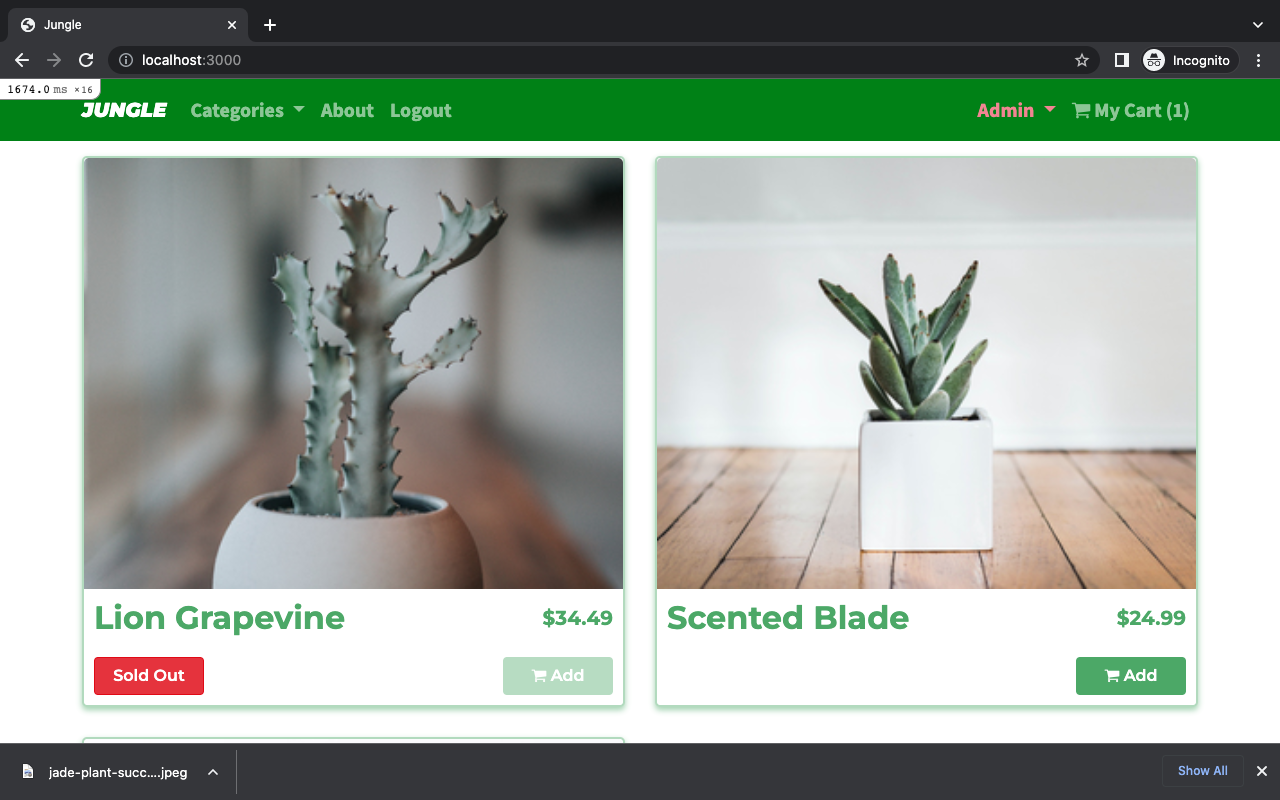 Jungle
localhost:3000
Incognito
1674.0 ms ×16
JUNGLE Categories About Logout Admin My Cart (1)
Lion Grapevine $34.49
Sold Out Add
Scented Blade $24.99
Add
jade-plant-succ....jpeg
Show All